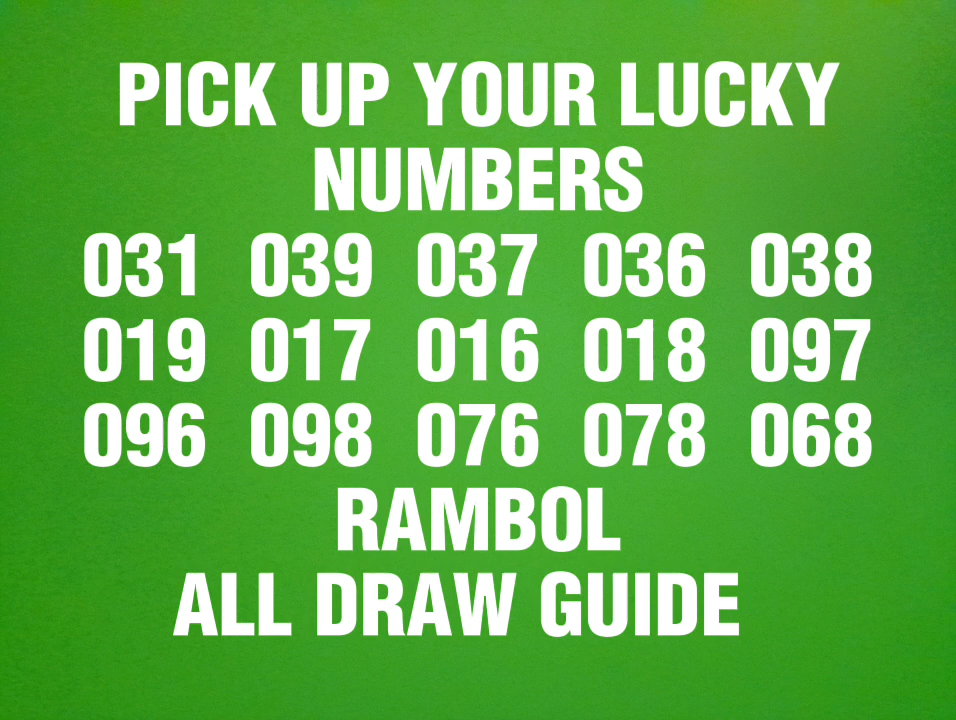 PICK UP YOUR LUCKY
NUMBERS
031 039 037 036 038
019 017 016 018 097
096 098 076 078 068
RAMBOL
ALL DRAW GUIDE